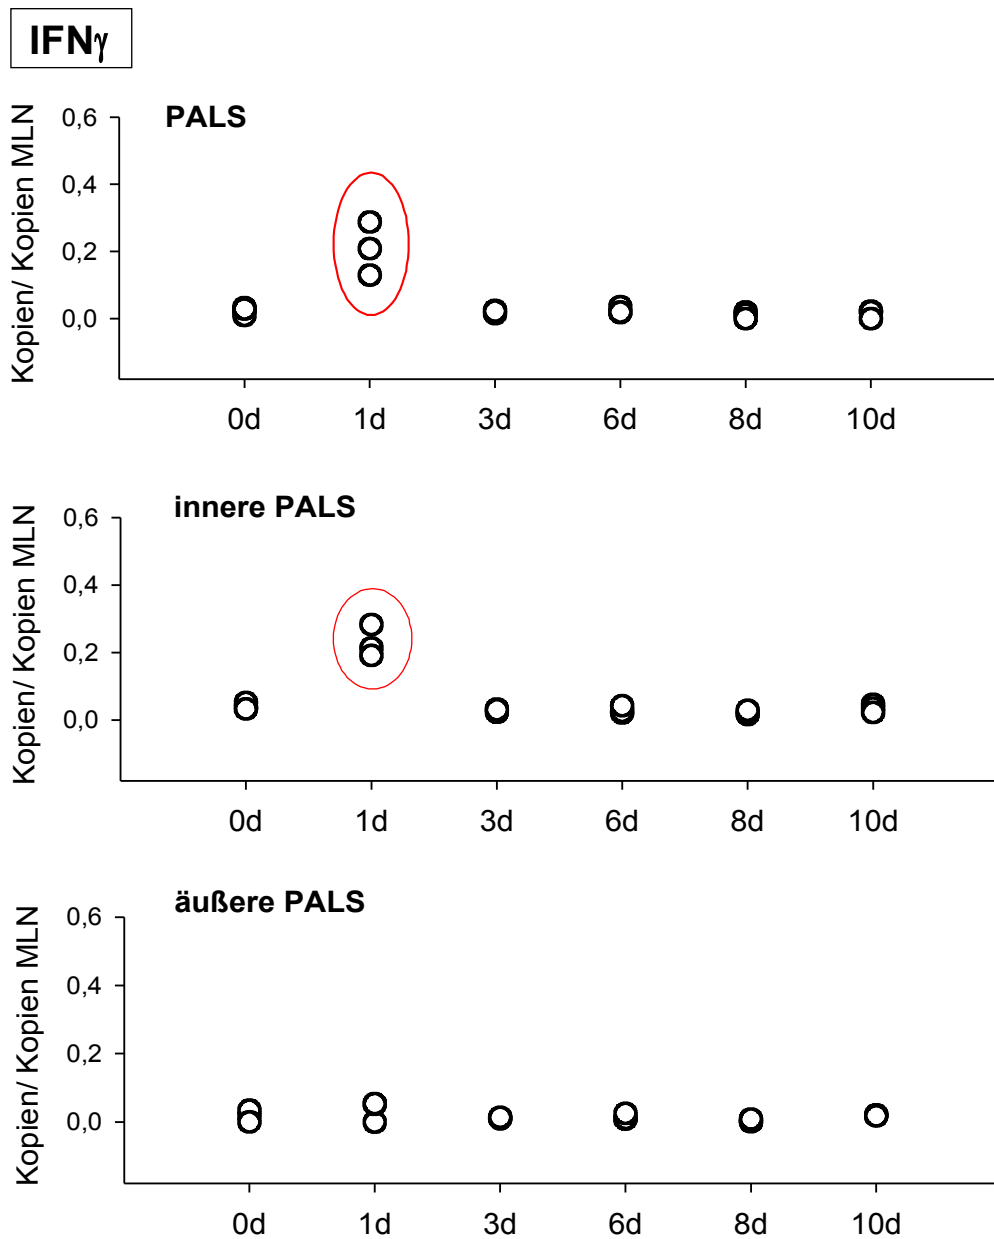 IFNγ
PALS
Kopien/ Kopien MLN
0,6
0,4
0,2
0,0
0d 1d 3d 6d 8d 10d
innere PALS
Kopien/ Kopien MLN
0,6
0,4
0,2
0,0
0d 1d 3d 6d 8d 10d
äußere PALS
Kopien/ Kopien MLN
0,6
0,4
0,2
0,0
0d 1d 3d 6d 8d 10d